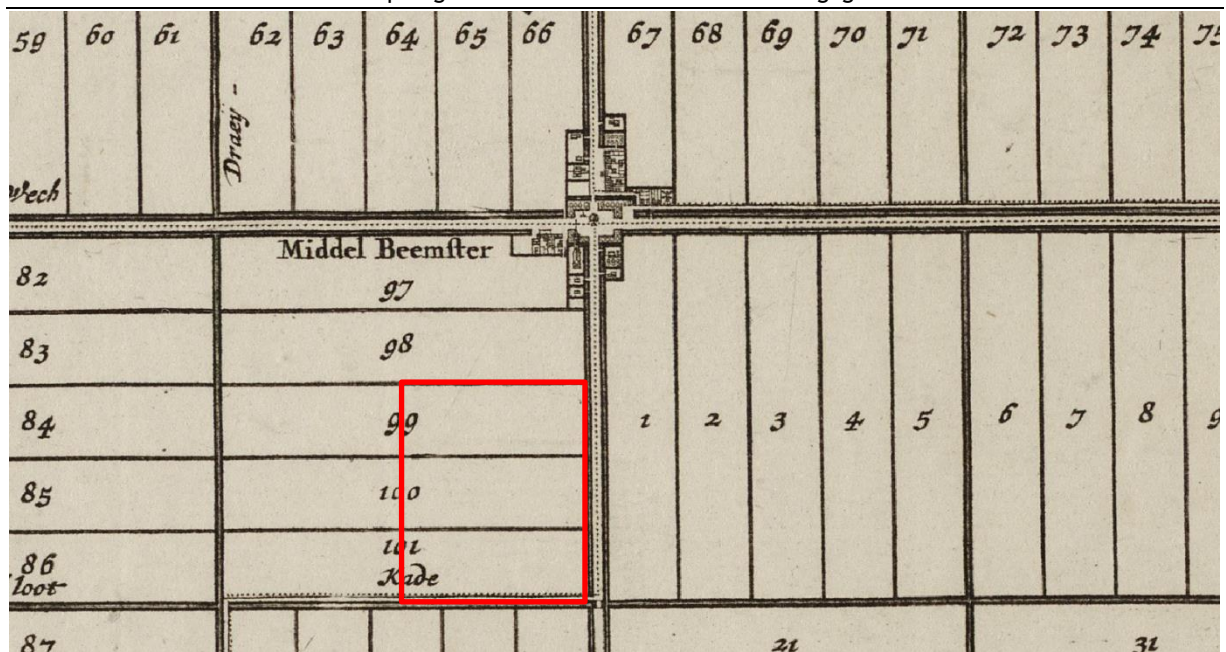 59 60 61 62 63 64 65 66 67 68 69 70 71 72 73 74 75
Draey -
wech
Middel Beemster
82 97
83 98
84 99 1 2 3 4 5 6 7 8 9
85 100
86 101
sloot Kade
87 21 31